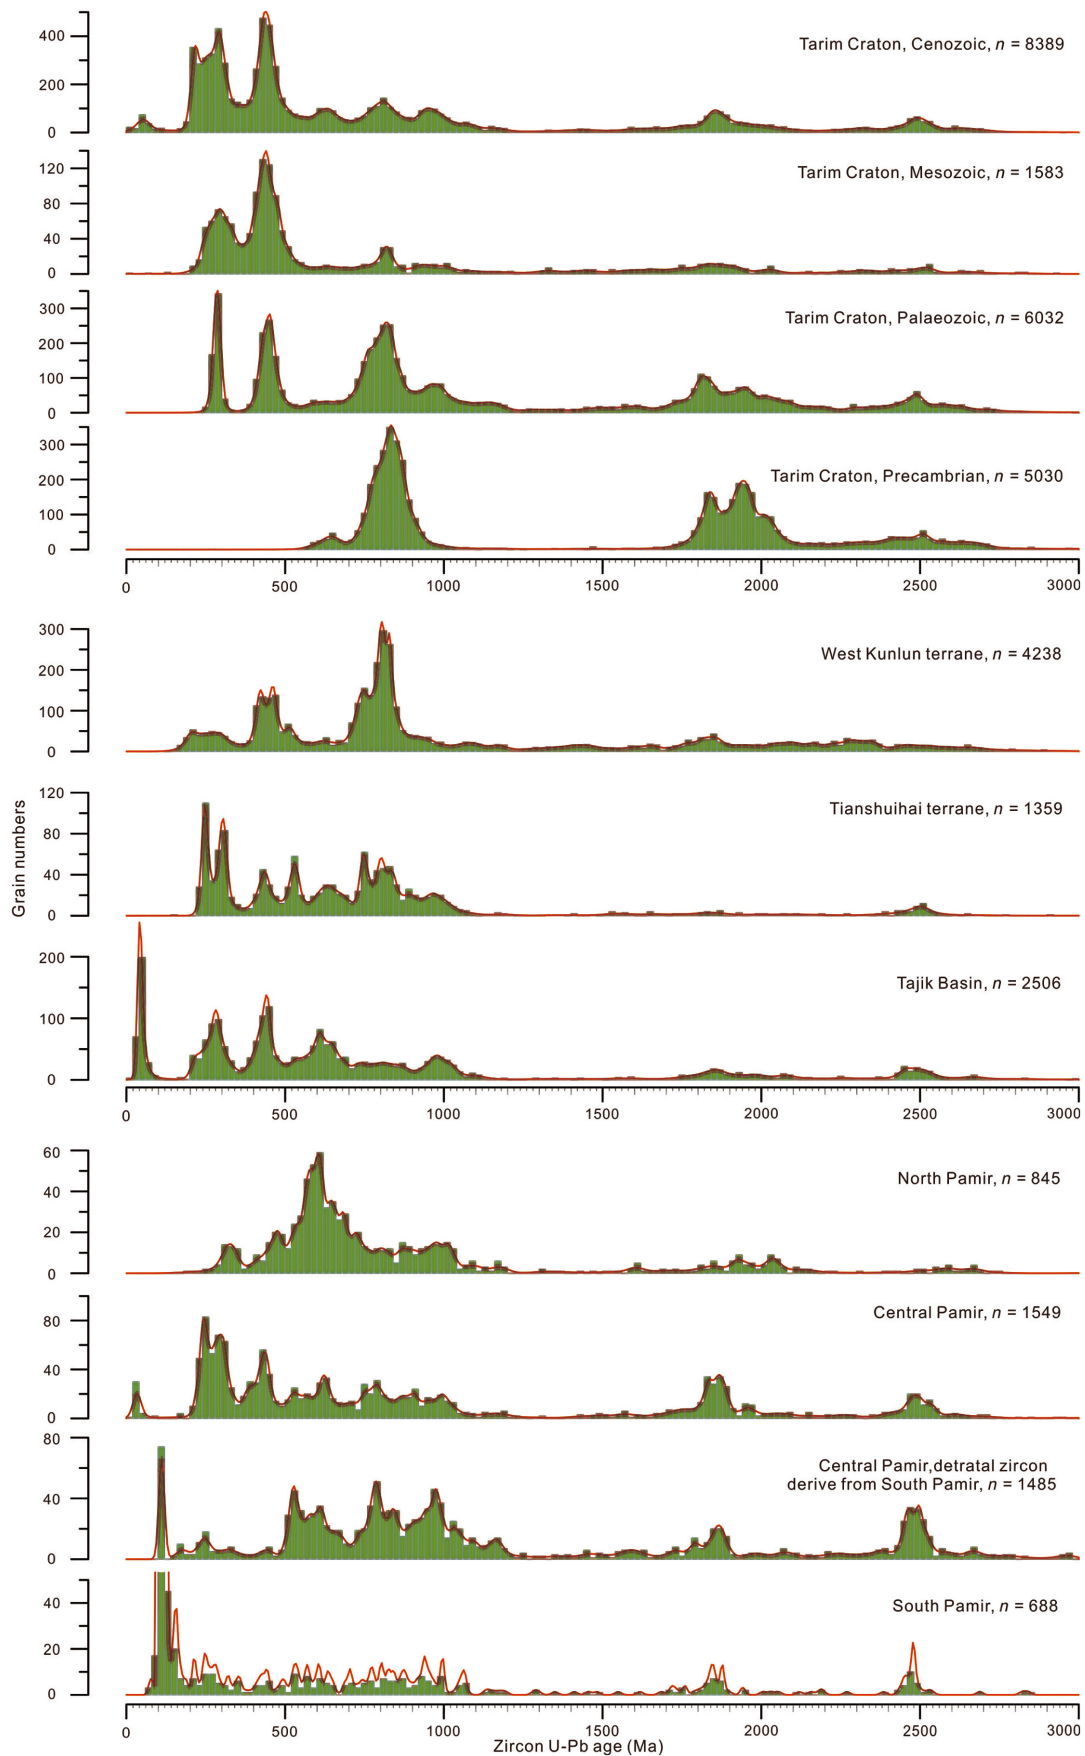 400
200
0
Tarim Craton, Cenozoic, n = 8389
120
80
40
0
Tarim Craton, Mesozoic, n = 1583
300
200
100
0
Tarim Craton, Palaeozoic, n = 6032
300
200
100
0
Tarim Craton, Precambrian, n = 5030
0 500 1000 1500 2000 2500 3000
300
200
100
0
West Kunlun terrane, n = 4238
Grain numbers
120
80
40
0
Tianshuihai terrane, n = 1359
200
100
0
Tajik Basin, n = 2506
0 500 1000 1500 2000 2500 3000
60
40
20
0
North Pamir, n = 845
80
40
0
Central Pamir, n = 1549
80
40
0
Central Pamir,detratal zircon
derive from South Pamir, n = 1485
40
20
0
South Pamir, n = 688
0 500 1000 1500 2000 2500 3000
Zircon U-Pb age (Ma)